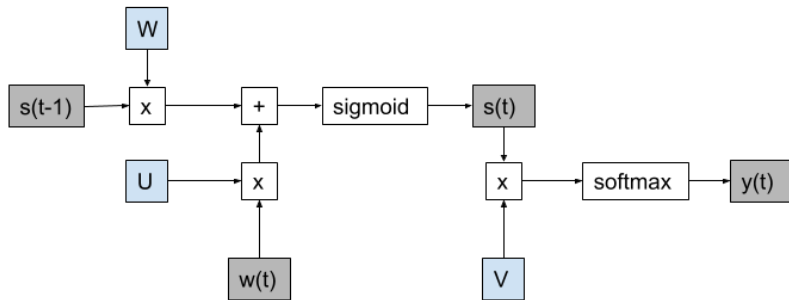 W
s(t-1)
x
+
sigmoid
s(t)
U
x
x
softmax
y(t)
w(t)
V